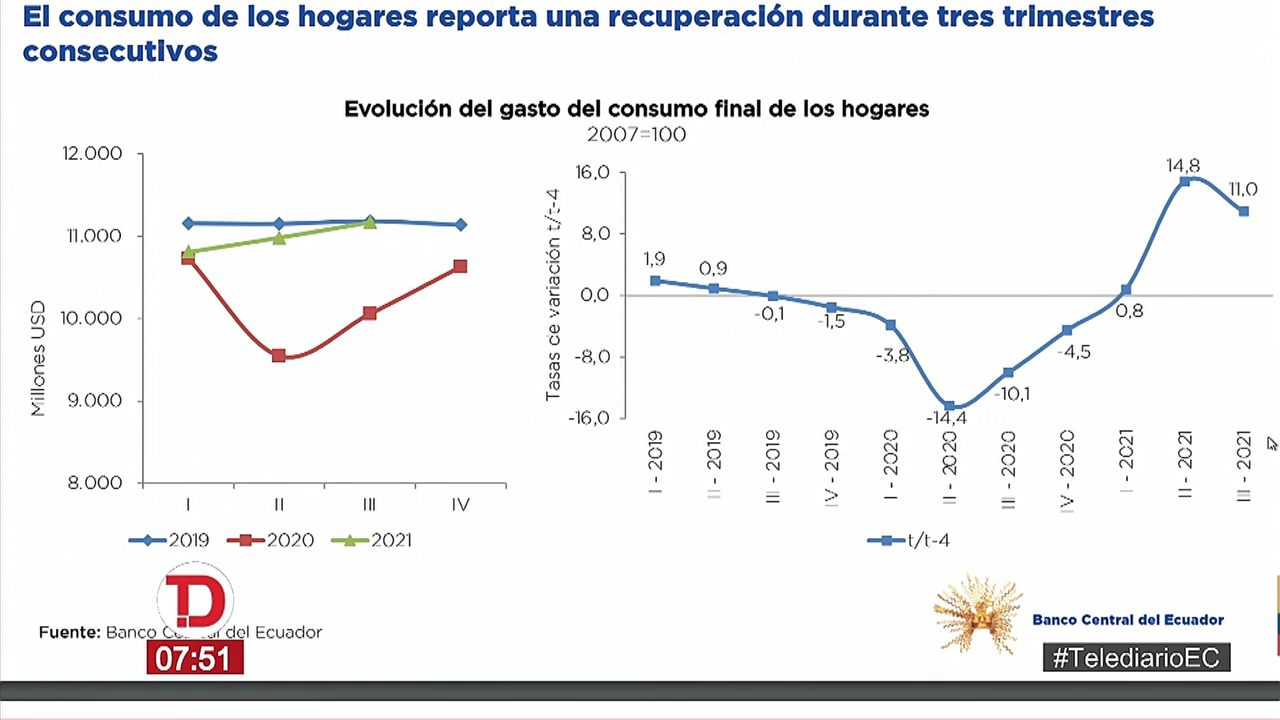 El consumo de los hogares reporta una recuperación durante tres trimestres
consecutivos
Evolución del gasto del consumo final de los hogares
2007=100
Millones USD
12.000
11.000
10.000
9.000
8.000
I II III IV
2019 2020 2021
Tasas ce variación t/t-4
16,0
8,0
0,0
-8,0
-16,0
1,9
0,9
-0,1
-1,5
-3,8
-14,4
-10,1
-4,5
0,8
14,8
11,0
I - 2019
II - 2019
III - 2019
IV - 2019
I - 2020
II - 2020
III - 2020
IV - 2020
I - 2021
II - 2021
III - 2021
t/t-4
TD
Fuente: Banco Central del Ecuador
07:51
Banco Central del Ecuador
#TelediarioEC